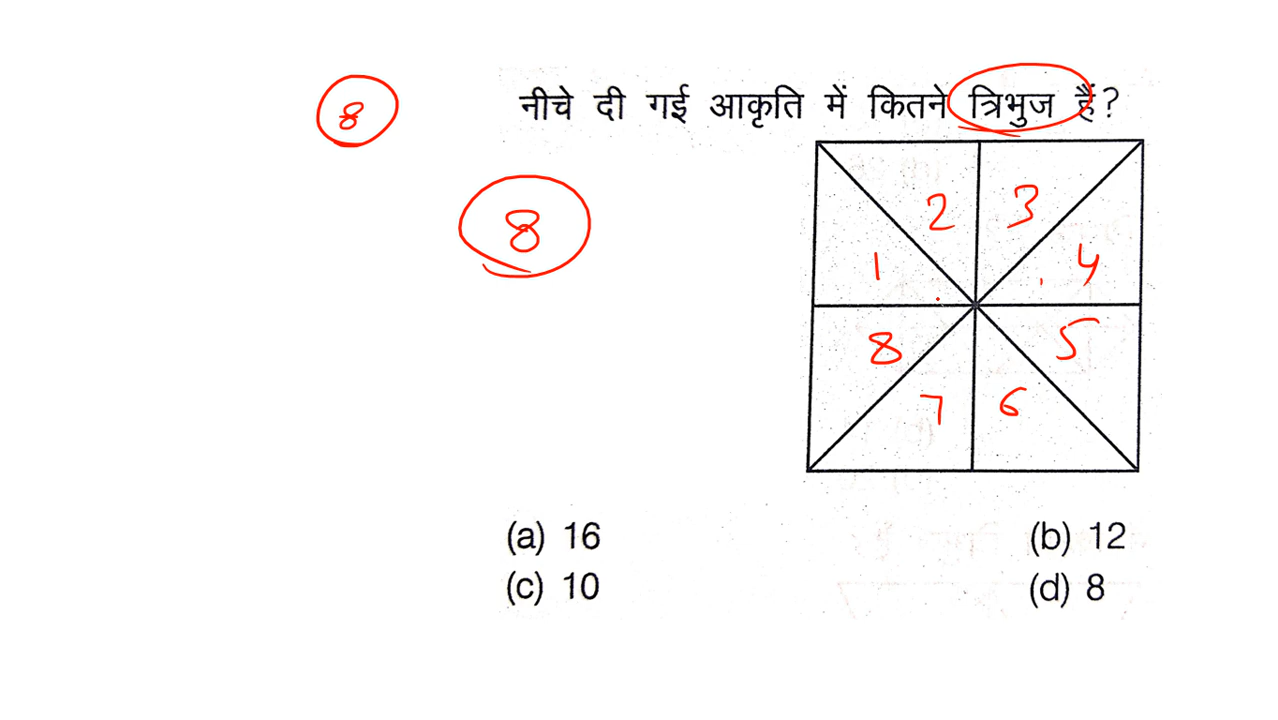 8
नीचे दी गई आकृति में कितने त्रिभुज हैं?
8
2 3
1 4
8 5
7 6
(a) 16 (b) 12
(c) 10 (d) 8